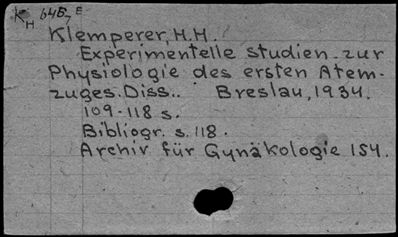 Klemperer, H.H.
Experimentelle studien zur
Physiologie des ersten Atem-
zuges. Diss.. Breslau, 1934.
109-118 s.
Bibliogr. s. 118.
Archiv für Gynäkologie 154.